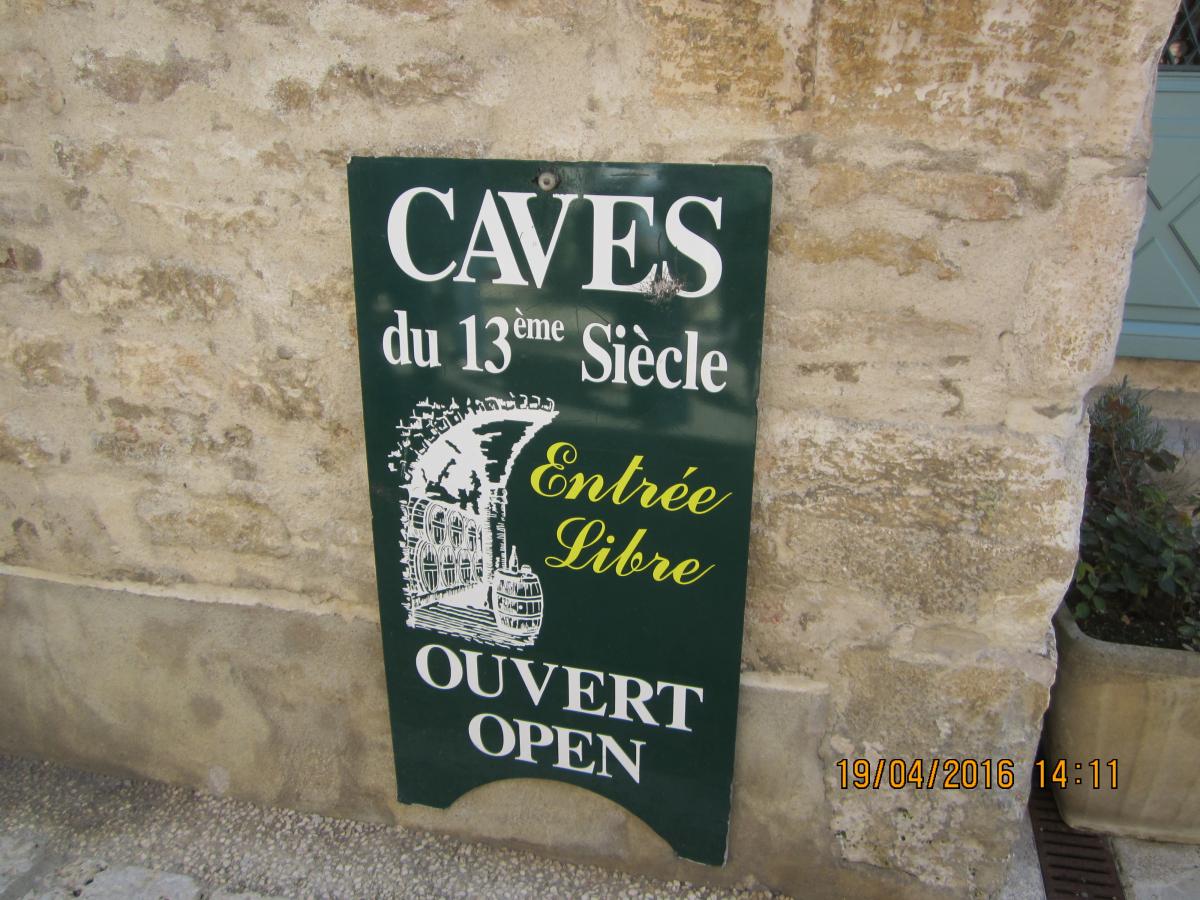 CAVES
du 13ème Siècle
Entrée
Libre
OUVERT
OPEN
19/04/2016 14:11